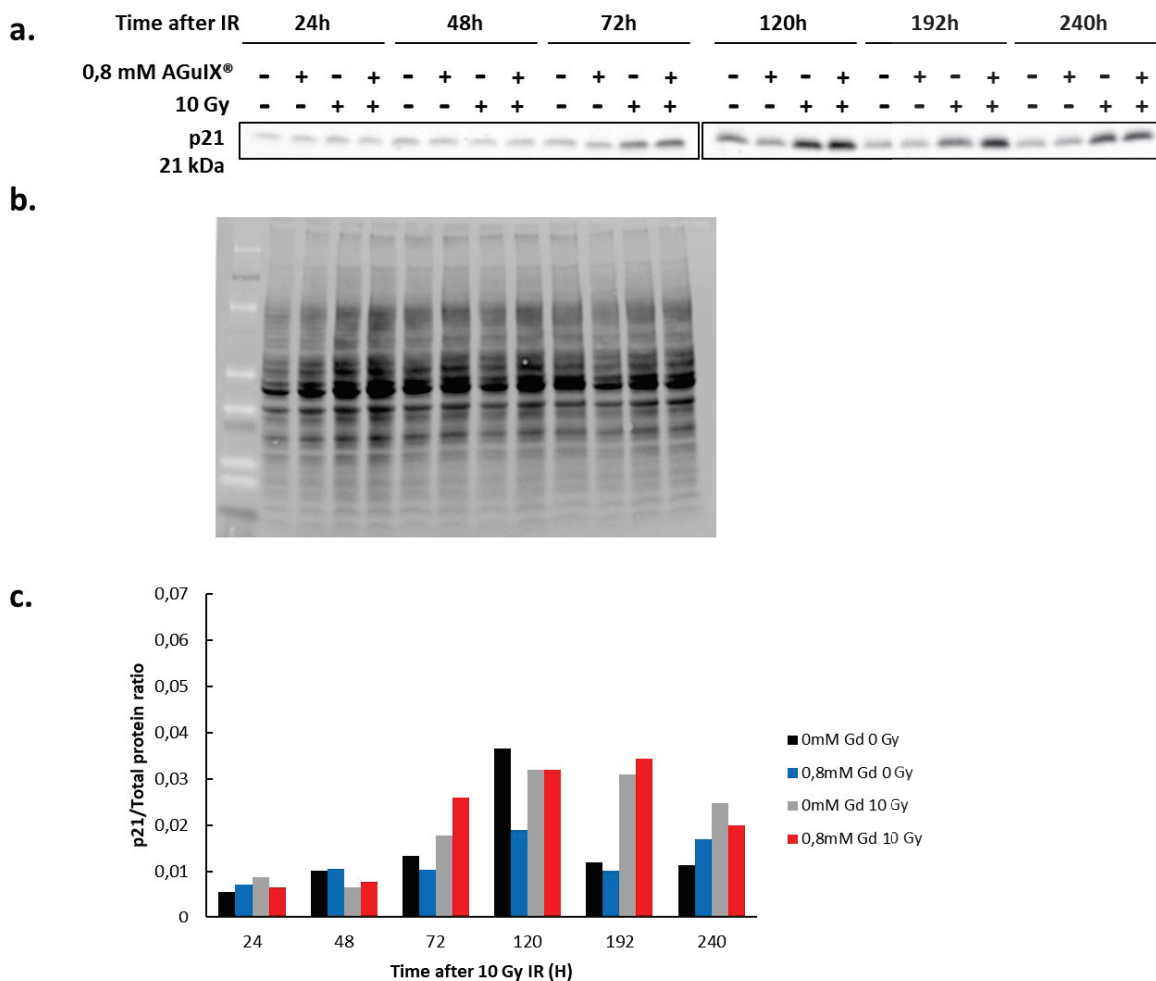 a.
Time after IR 24h 48h 72h 120h 192h 240h
0,8 mM AGuIX® - + - + - + - + - + - + - + - + - + - + - + - +
10 Gy - - + + - - + + - - + + - - + + - - + + - - + +
p21
21 kDa
b.
c.
0,07
0,06
0,05
0,04
0,03
0,02
0,01
0
p21/Total protein ratio
24 48 72 120 192 240
Time after 10 Gy IR (H)
0mM Gd 0 Gy
0,8mM Gd 0 Gy
0mM Gd 10 Gy
0,8mM Gd 10 Gy